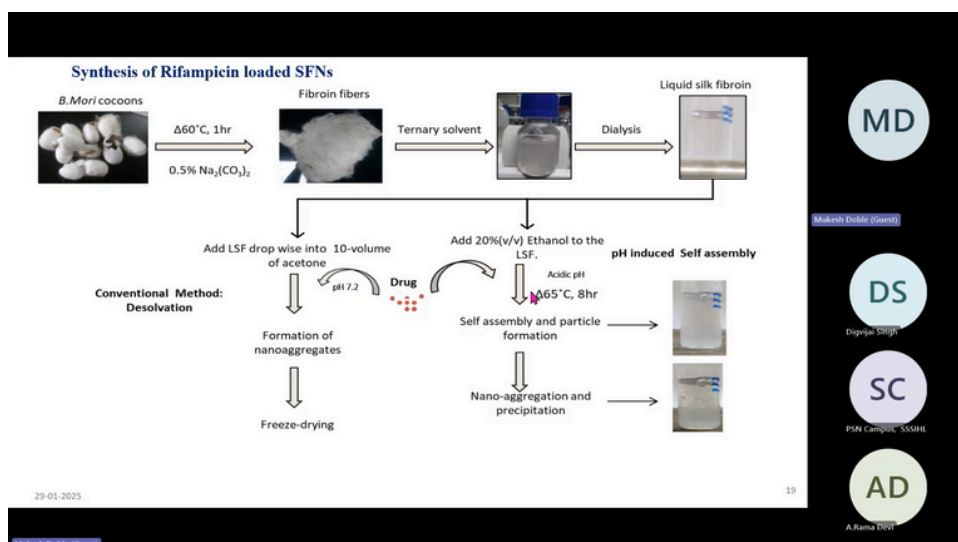 Synthesis of Rifampicin loaded SFNs
B.Mori cocoons
Δ60˚C, 1hr
0.5% Na₂(CO₃)₂
Fibroin fibers
Ternary solvent
Dialysis
Liquid silk fibroin
Add LSF drop wise into 10-volume
of acetone
Add 20%(v/v) Ethanol to the
LSF.
pH induced Self assembly
Conventional Method:
Desolvation
pH 7.2
Drug
Acidic pH
Δ65˚C, 8hr
Formation of
nanoaggregates
Self assembly and particle
formation
Freeze-drying
Nano-aggregation and
precipitation
29-01-2025
19
MD
Mukesh Doble (Guest)
DS
Digvijai Singh
SC
PSN Campus, SSSIHL
AD
A.Rama Devi